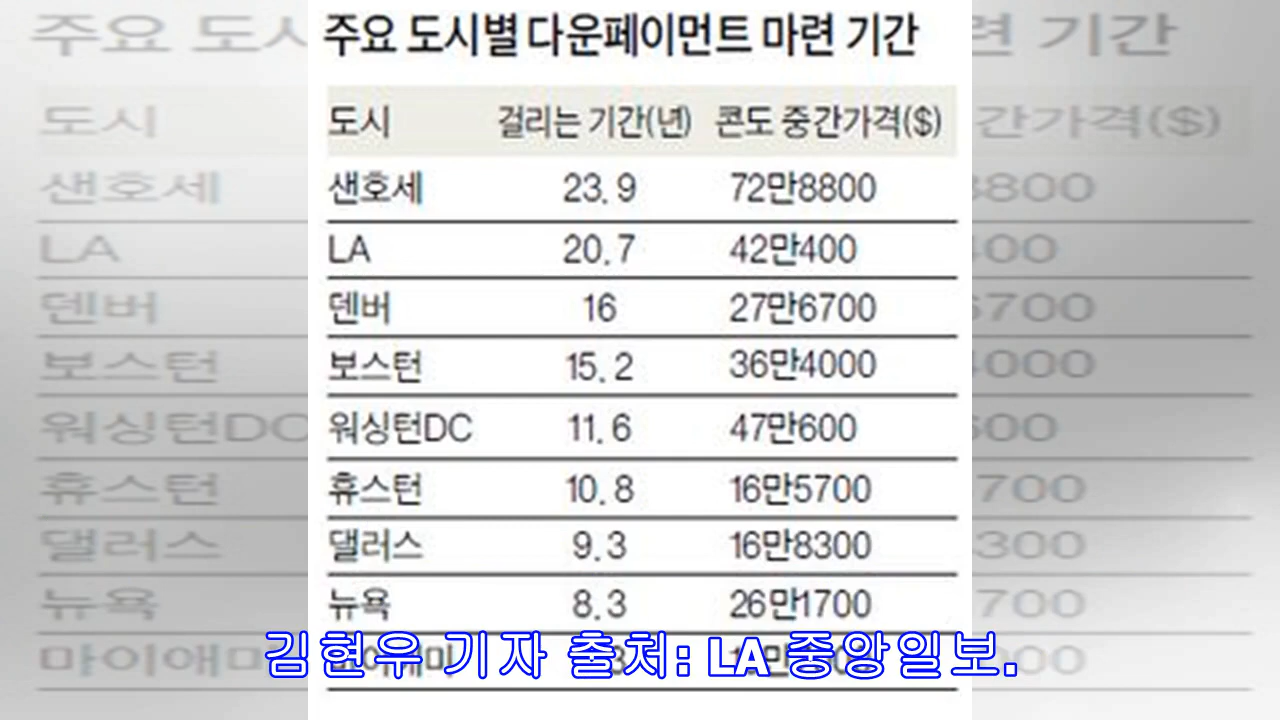 주요 도시별 다운페이먼트 마련 기간
도시 걸리는 기간(년) 콘도 중간가격($)
샌호세 23.9 72만8800
LA 20.7 42만400
덴버 16 27만6700
보스턴 15.2 36만4000
워싱턴DC 11.6 47만600
휴스턴 10.8 16만5700
댈러스 9.3 16만8300
뉴욕 8.3 26만1700
마이애미
김현우 기자 출처: LA 중앙일보.